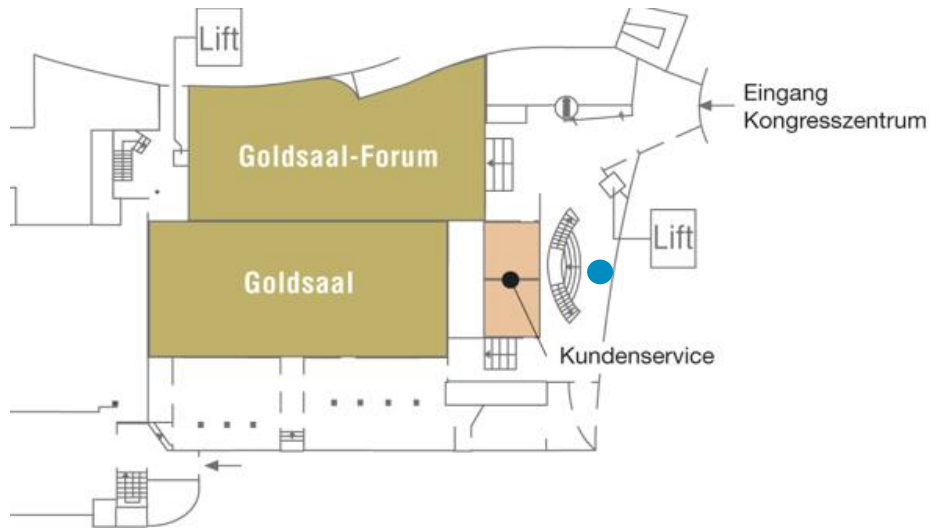 Lift
Eingang
Kongresszentrum
Goldsaal-Forum
Lift
Goldsaal
Kundenservice